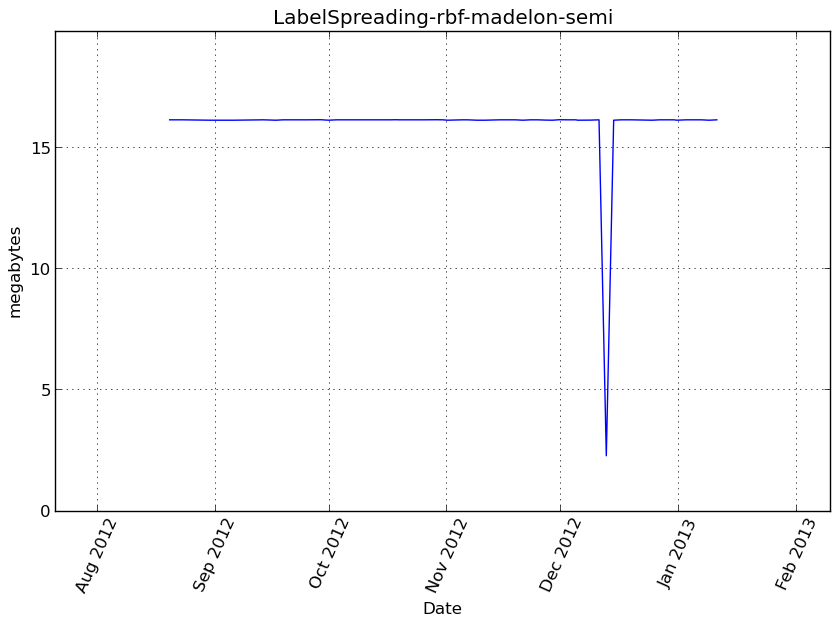 LabelSpreading-rbf-madelon-semi
megabytes
15
10
5
0
Aug 2012
Sep 2012
Oct 2012
Nov 2012
Dec 2012
Jan 2013
Feb 2013
Date